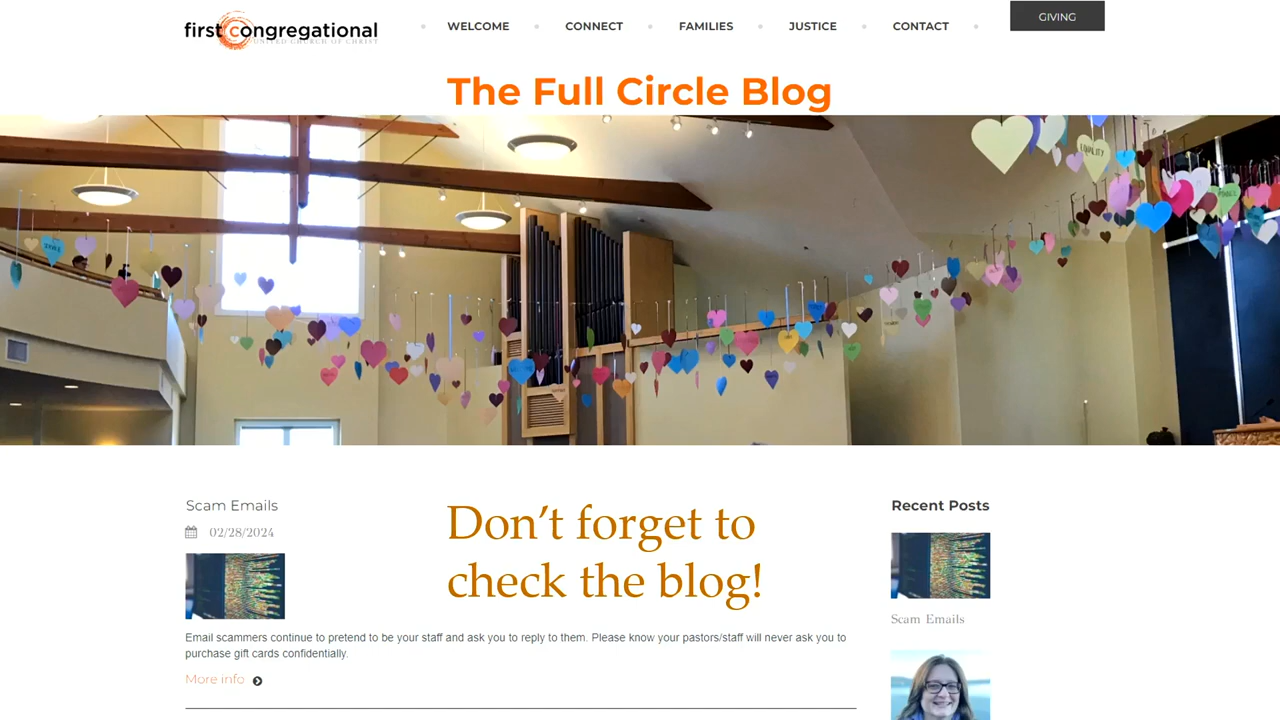 firstcongregational
UNITED CHURCH OF CHRIST
WELCOME
CONNECT
FAMILIES
JUSTICE
CONTACT
GIVING
The Full Circle Blog
EQUALITY
Scam Emails
02/28/2024
Don't forget to
check the blog!
Email scammers continue to pretend to be your staff and ask you to reply to them. Please know your pastors/staff will never ask you to
purchase gift cards confidentially.
More info
Recent Posts
Scam Emails